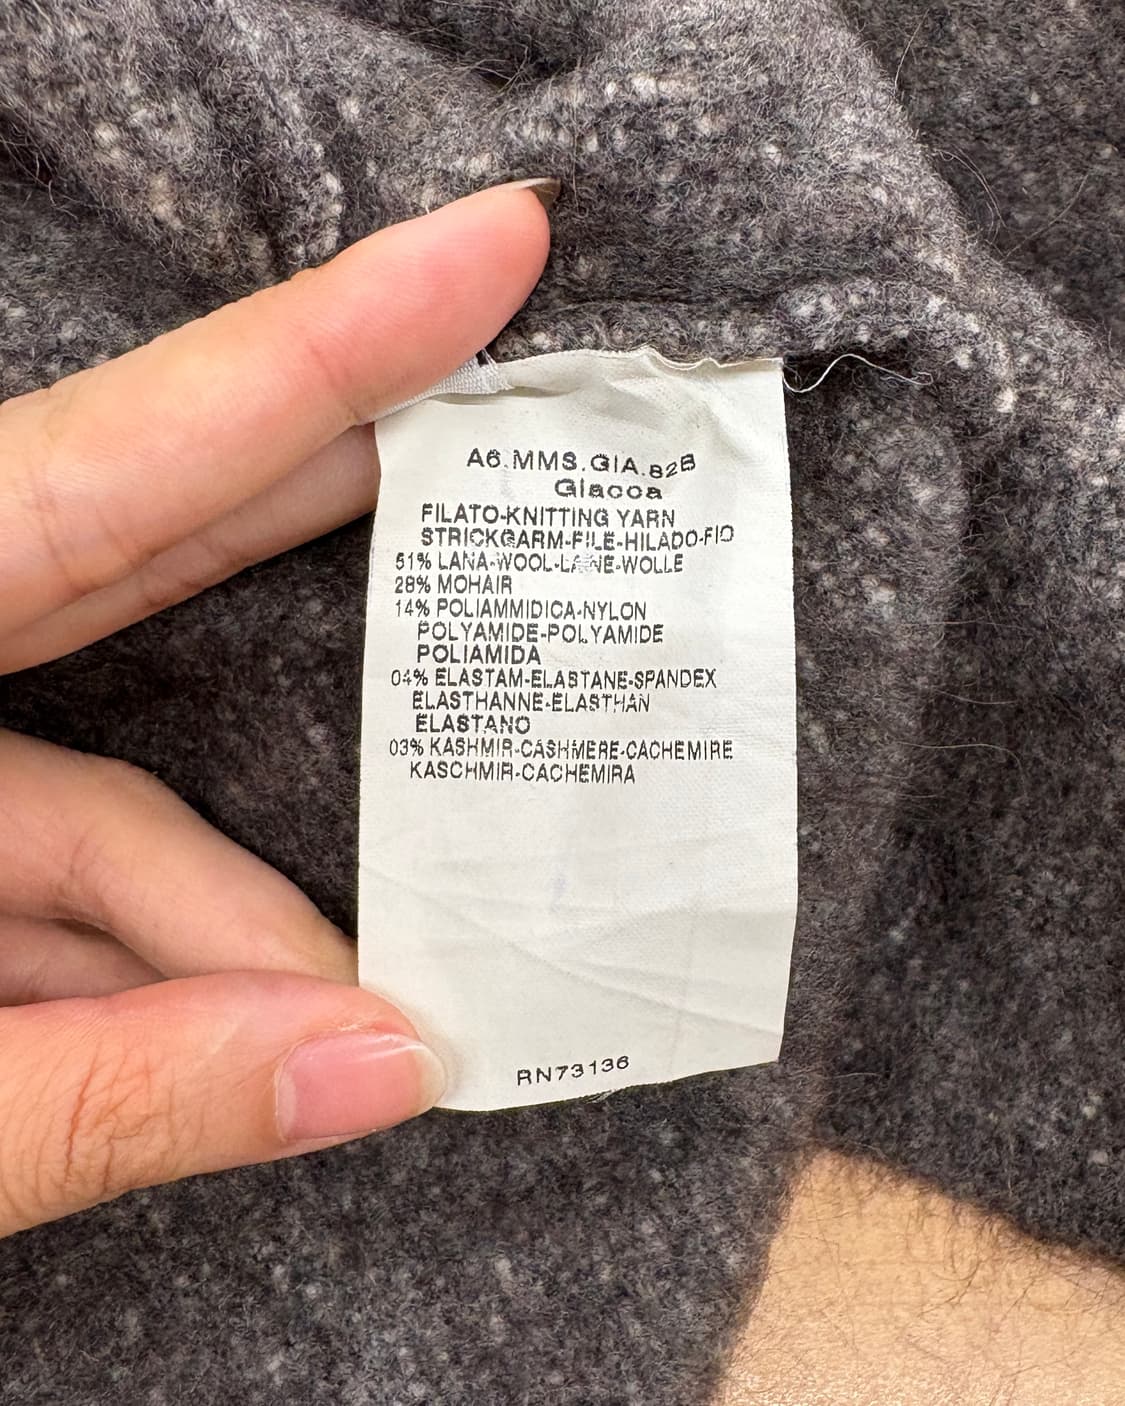 A6.MMS.GIA.82B
Giacca
FILATO-KNITTING YARN
STRICKGARM-FILE-HILADO-FIO
51% LANA-WOOL-LAINE-WOLLE
28% MOHAIR
14% POLIAMMIDICA-NYLON
POLYAMIDE-POLYAMIDE
POLIAMIDA
04% ELASTAM-ELASTANE-SPANDEX
ELASTHANNE-ELASTHAN
ELASTANO
03% KASHMIR-CASHMERE-CACHEMIRE
KASCHMIR-CACHEMIRA
RN73136